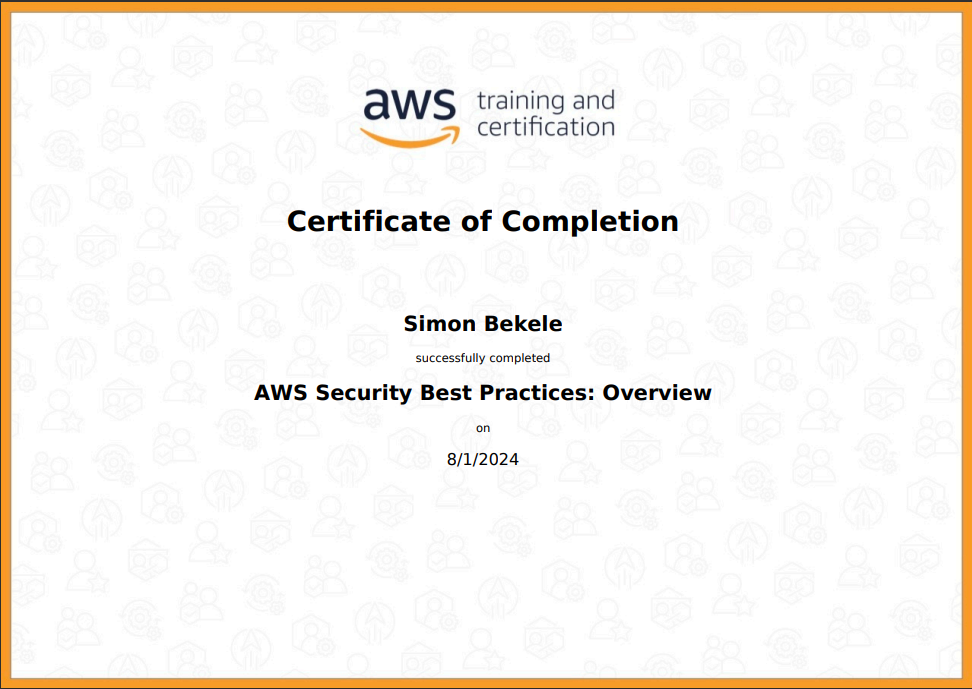 aws training and
certification
Certificate of Completion
Simon Bekele
successfully completed
AWS Security Best Practices: Overview
on
8/1/2024